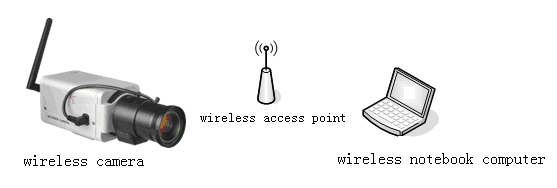 wireless access point
wireless camera
wireless notebook computer